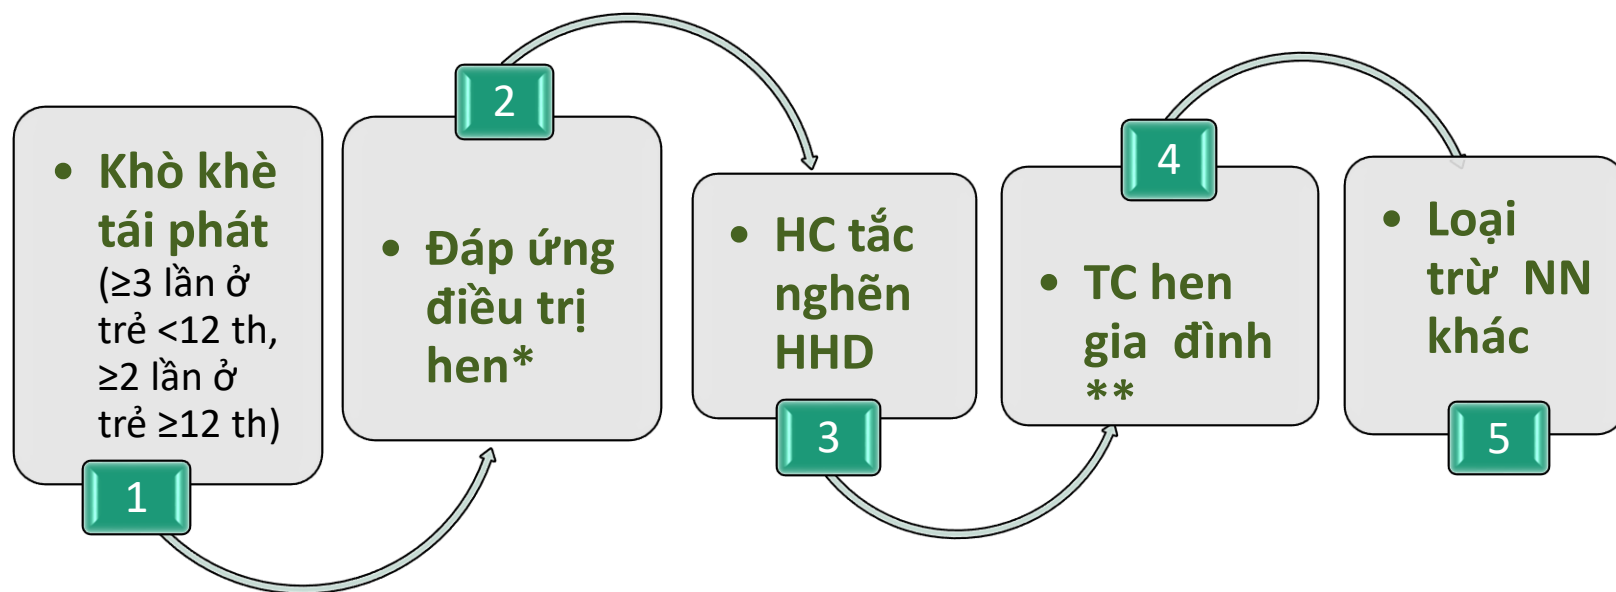 • Khò khè
tái phát
(≥3 lần ở
trẻ <12 th,
≥2 lần ở
trẻ ≥12 th)
1
2
• Đáp ứng
điều trị
hen*
• HC tắc
nghẽn
HHD
3
4
• TC hen
gia đình
**
• Loại
trừ NN
khác
5